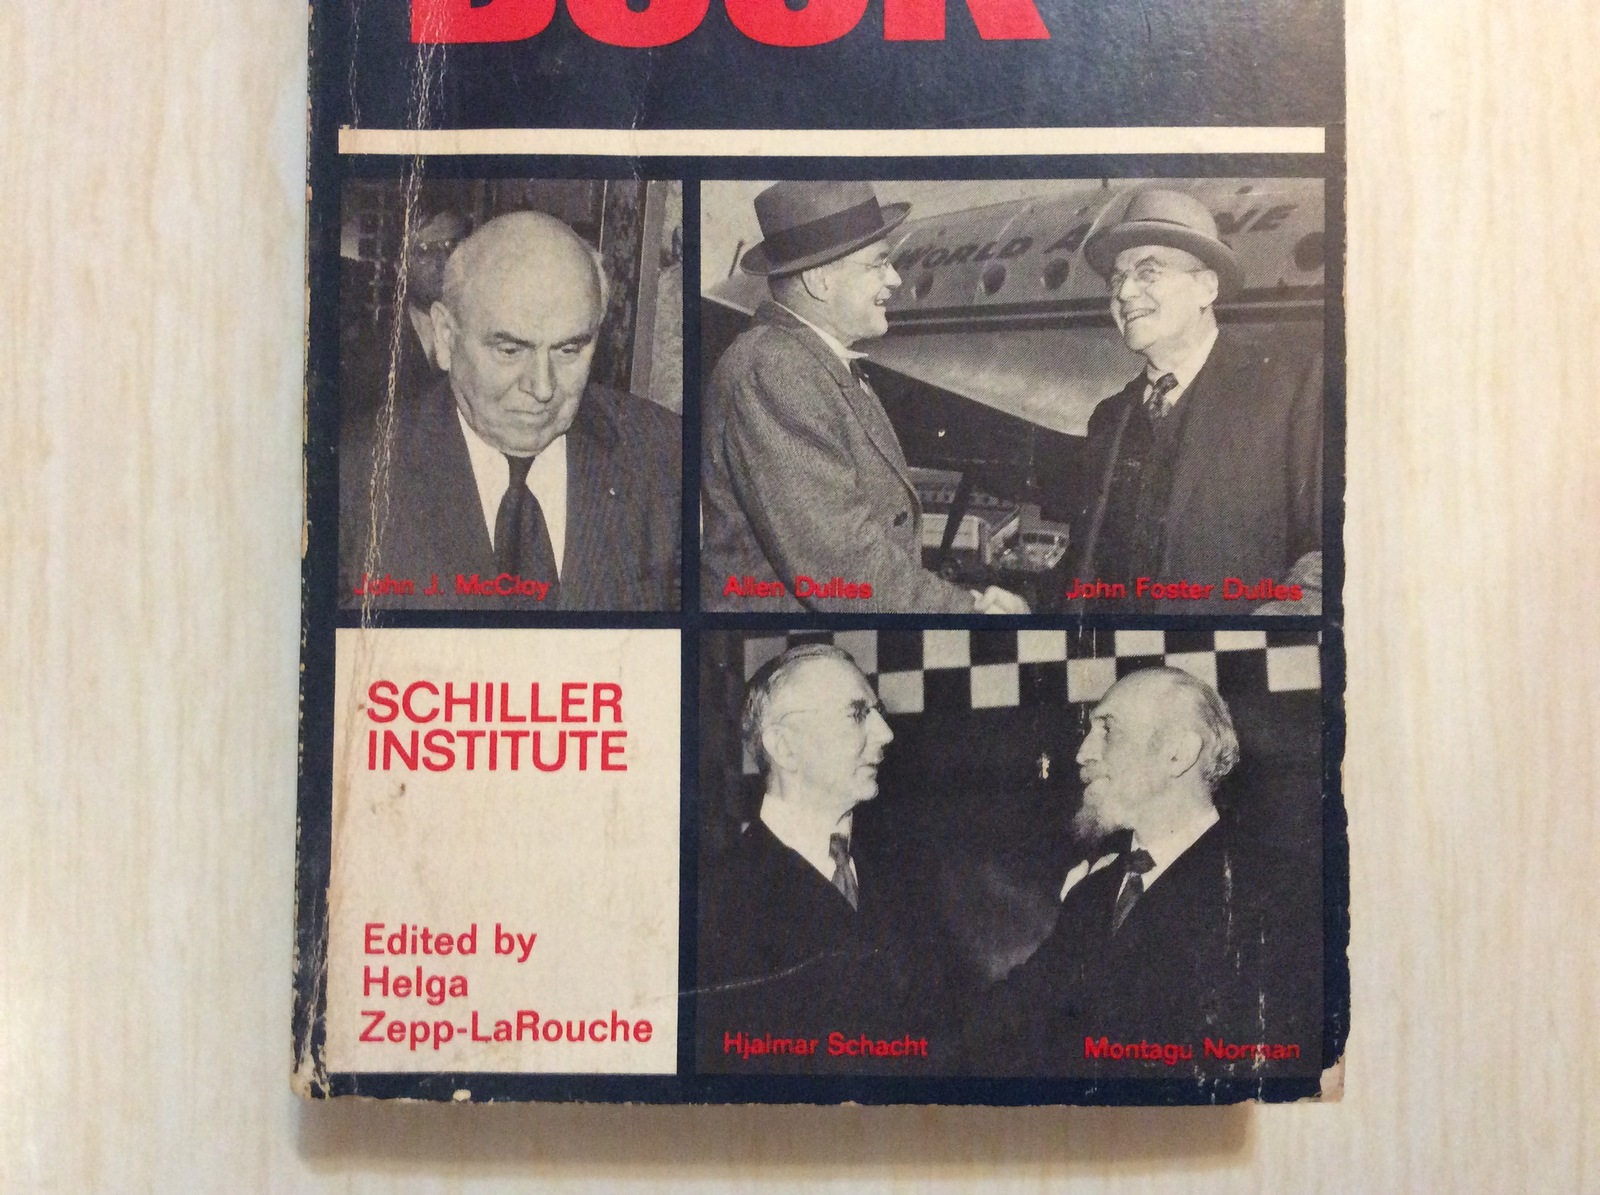 BOOK
WORLD A
NE
John J. McCloy
Allen Dulles
John Foster Dulles
SCHILLER
INSTITUTE
Edited by
Helga
Zepp-LaRouche
Hjalmar Schacht
Montagu Norman